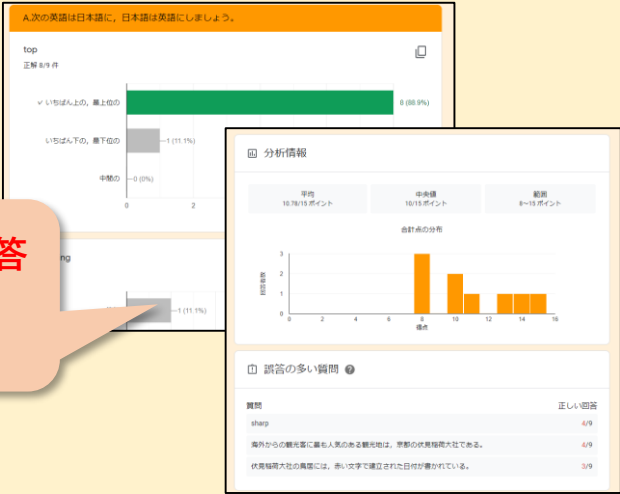 A.次の英語は日本語に，日本語は英語にしましょう。
top
正解 8/9 件
✓ いちばん上の，最上位の
8 (88.9%)
いちばん下の，最下位の
1 (11.1%)
中間の
0 (0%)
0
2
答
ng
1 (11.1%)
分析情報
平均
10.78/15 ポイント
中央値
10/15 ポイント
範囲
8～15 ポイント
合計点の分布
回答者数
3
2
1
0
0 2 4 6 8 10 12 14 16
得点
誤答の多い質問
質問
正しい回答
sharp
4/9
海外からの観光客に最も人気のある観光地は，京都の伏見稲荷大社である。
4/9
伏見稲荷大社の鳥居には，赤い文字で建立された日付が書かれている。
3/9